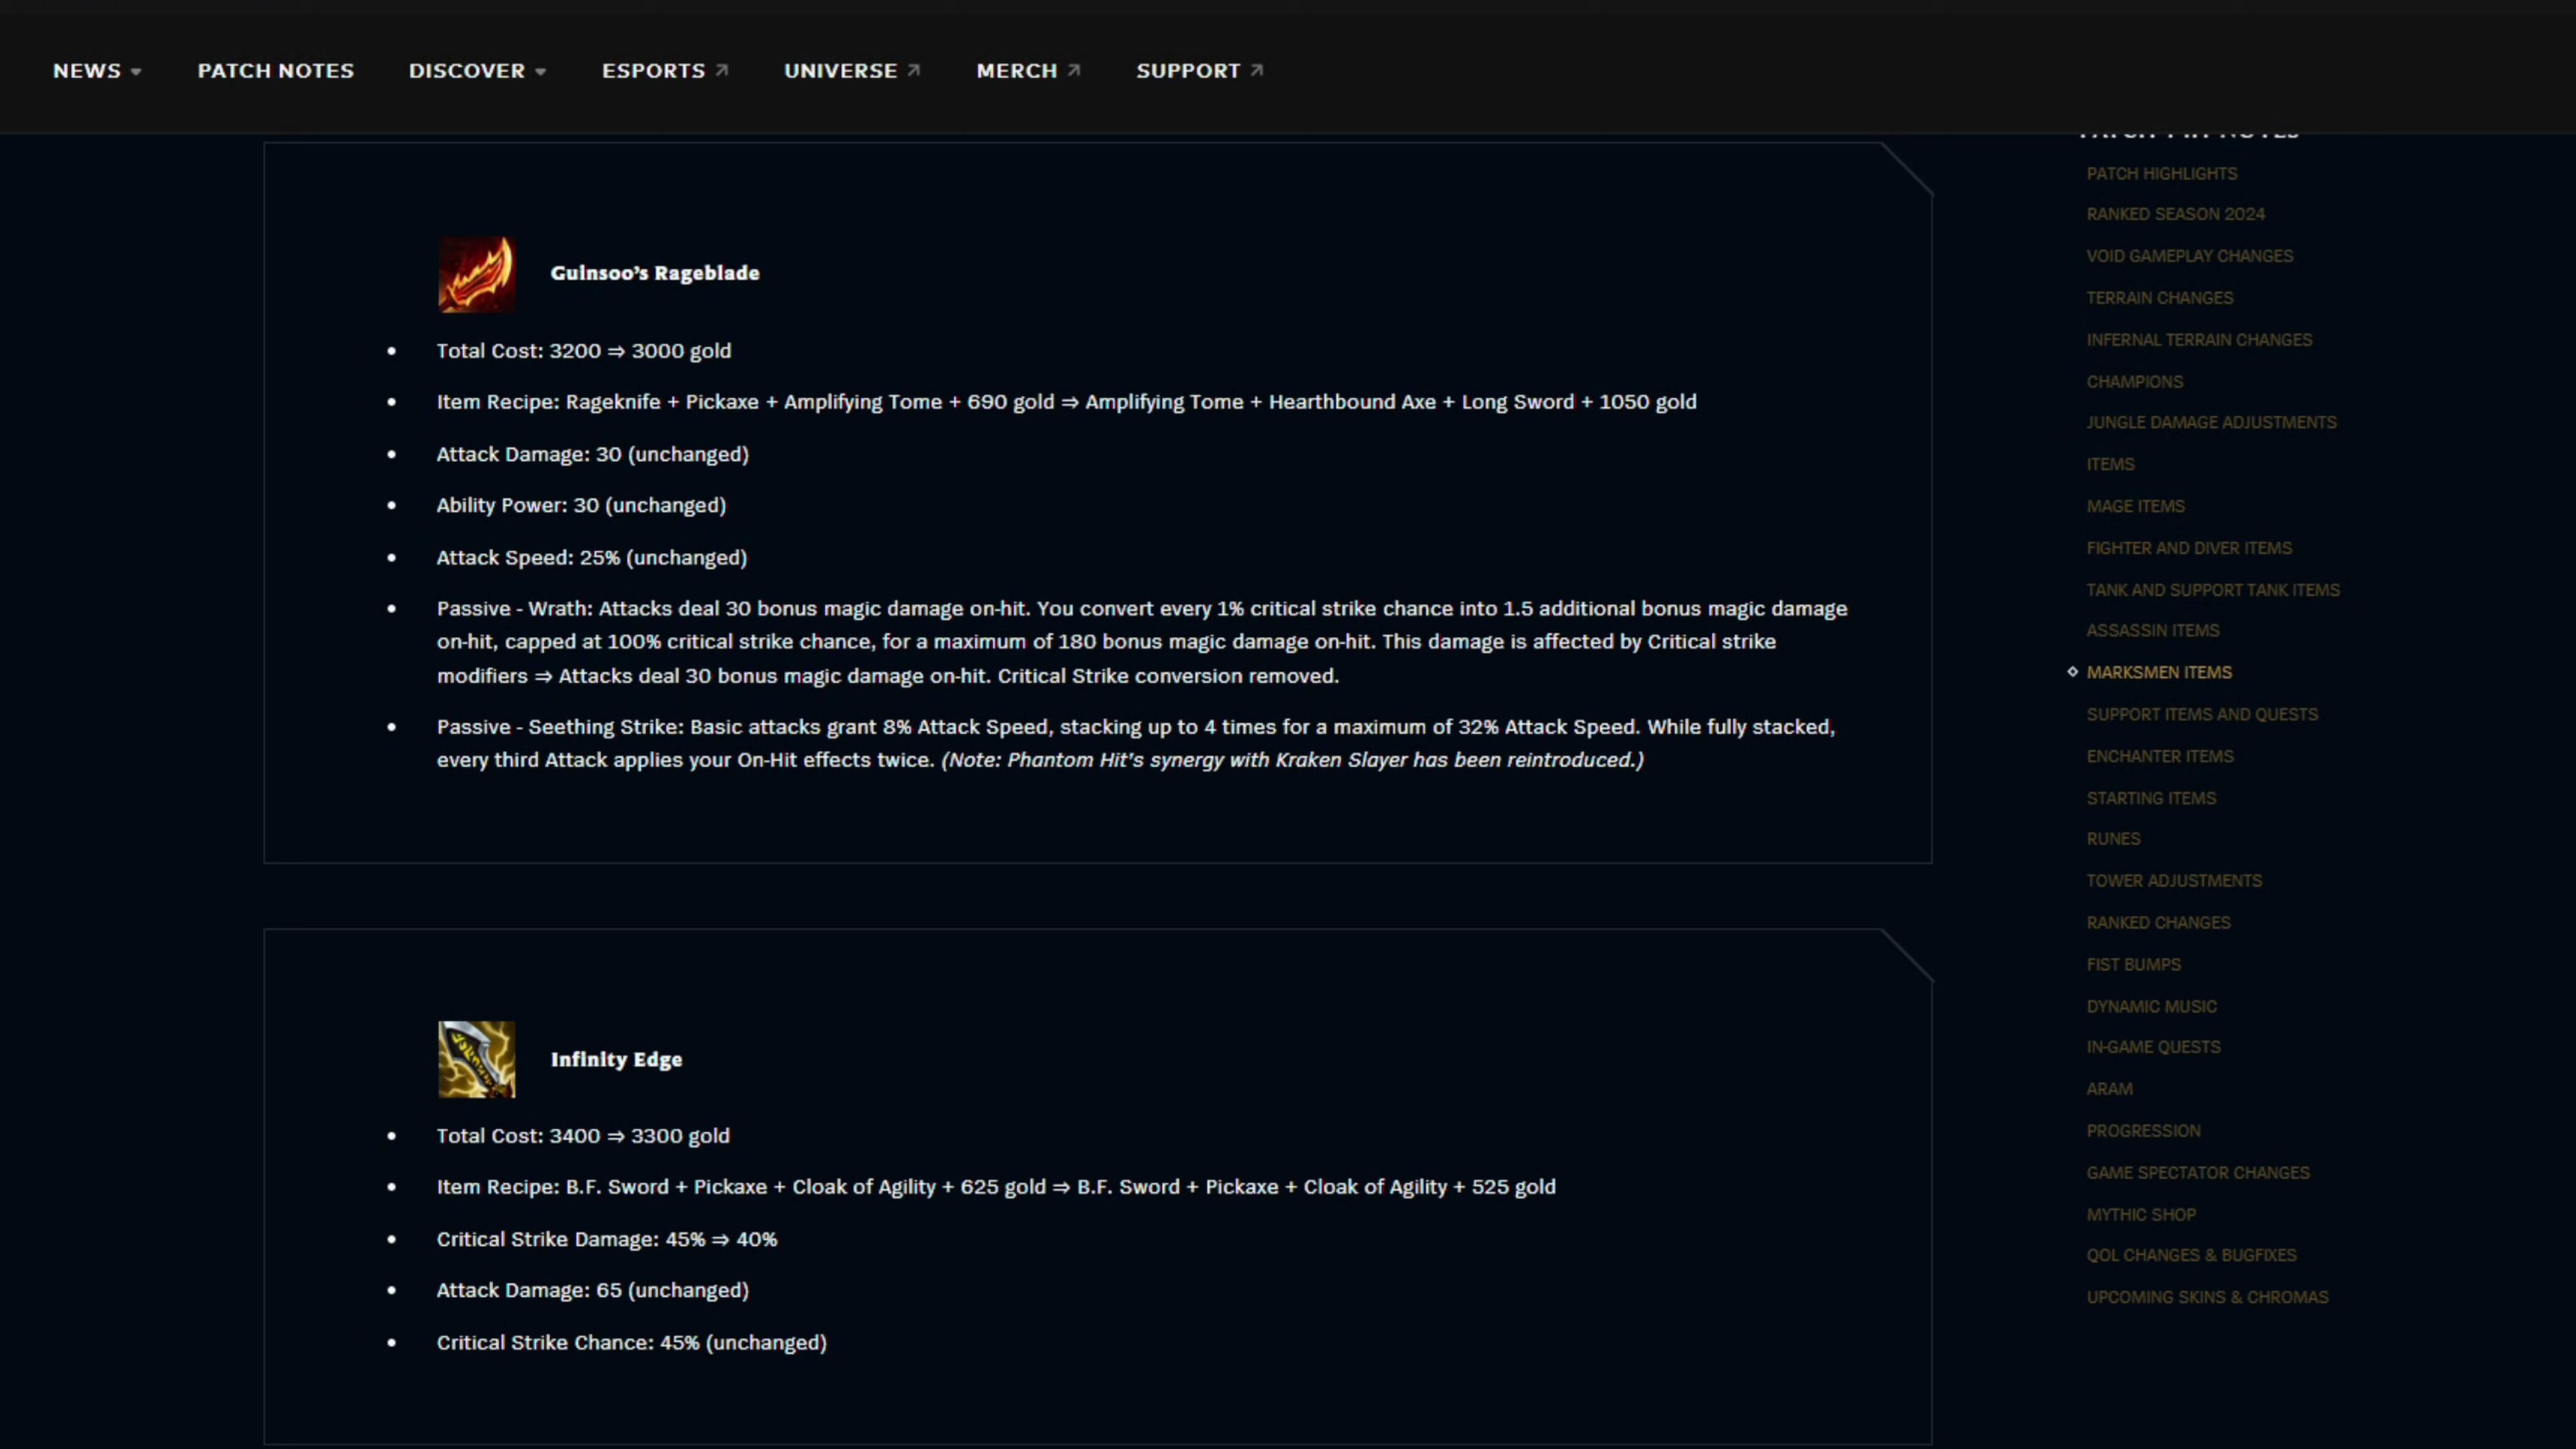 NEWS
PATCH NOTES
DISCOVER
ESPORTS
UNIVERSE
MERCH
SUPPORT
Guinsoo's Rageblade
Total Cost: 3200 ⇒ 3000 gold
Item Recipe: Rageknife + Pickaxe + Amplifying Tome + 690 gold ⇒ Amplifying Tome + Hearthbound Axe + Long Sword + 1050 gold
Attack Damage: 30 (unchanged)
Ability Power: 30 (unchanged)
Attack Speed: 25% (unchanged)
Passive - Wrath: Attacks deal 30 bonus magic damage on-hit. You convert every 1% critical strike chance into 1.5 additional bonus magic damage
on-hit, capped at 100% critical strike chance, for a maximum of 180 bonus magic damage on-hit. This damage is affected by Critical strike
modifiers ⇒ Attacks deal 30 bonus magic damage on-hit. Critical Strike conversion removed.
Passive - Seething Strike: Basic attacks grant 8% Attack Speed, stacking up to 4 times for a maximum of 32% Attack Speed. While fully stacked,
every third Attack applies your On-Hit effects twice. (Note: Phantom Hit's synergy with Kraken Slayer has been reintroduced.)
Infinity Edge
Total Cost: 3400 ⇒ 3300 gold
Item Recipe: B.F. Sword + Pickaxe + Cloak of Agility + 625 gold ⇒ B.F. Sword + Pickaxe + Cloak of Agility + 525 gold
Critical Strike Damage: 45% ⇒ 40%
Attack Damage: 65 (unchanged)
Critical Strike Chance: 45% (unchanged)
PATCH HIGHLIGHTS
RANKED SEASON 2024
VOID GAMEPLAY CHANGES
TERRAIN CHANGES
INFERNAL TERRAIN CHANGES
CHAMPIONS
JUNGLE DAMAGE ADJUSTMENTS
ITEMS
MAGE ITEMS
FIGHTER AND DIVER ITEMS
TANK AND SUPPORT TANK ITEMS
ASSASSIN ITEMS
MARKSMEN ITEMS
SUPPORT ITEMS AND QUESTS
ENCHANTER ITEMS
STARTING ITEMS
RUNES
TOWER ADJUSTMENTS
RANKED CHANGES
FIST BUMPS
DYNAMIC MUSIC
IN-GAME QUESTS
ARAM
PROGRESSION
GAME SPECTATOR CHANGES
MYTHIC SHOP
QOL CHANGES & BUGFIXES
UPCOMING SKINS & CHROMAS